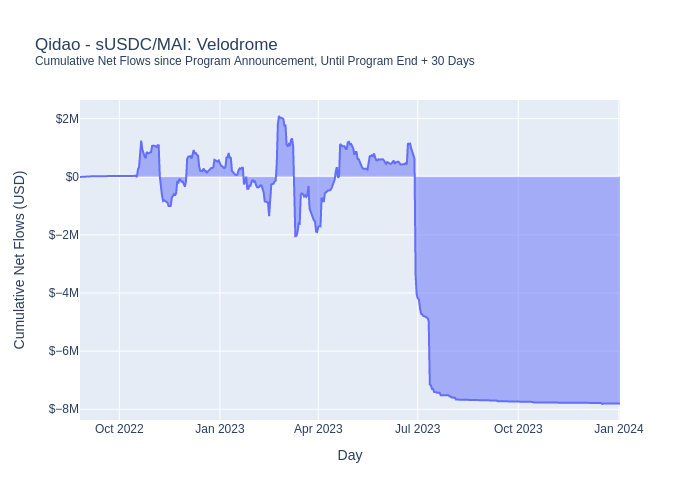 Qidao - sUSDC/MAI: Velodrome
Cumulative Net Flows since Program Announcement, Until Program End + 30 Days
Cumulative Net Flows (USD)
$2M
$0
$−2M
$−4M
$−6M
$−8M
Oct 2022 Jan 2023 Apr 2023 Jul 2023 Oct 2023 Jan 2024
Day